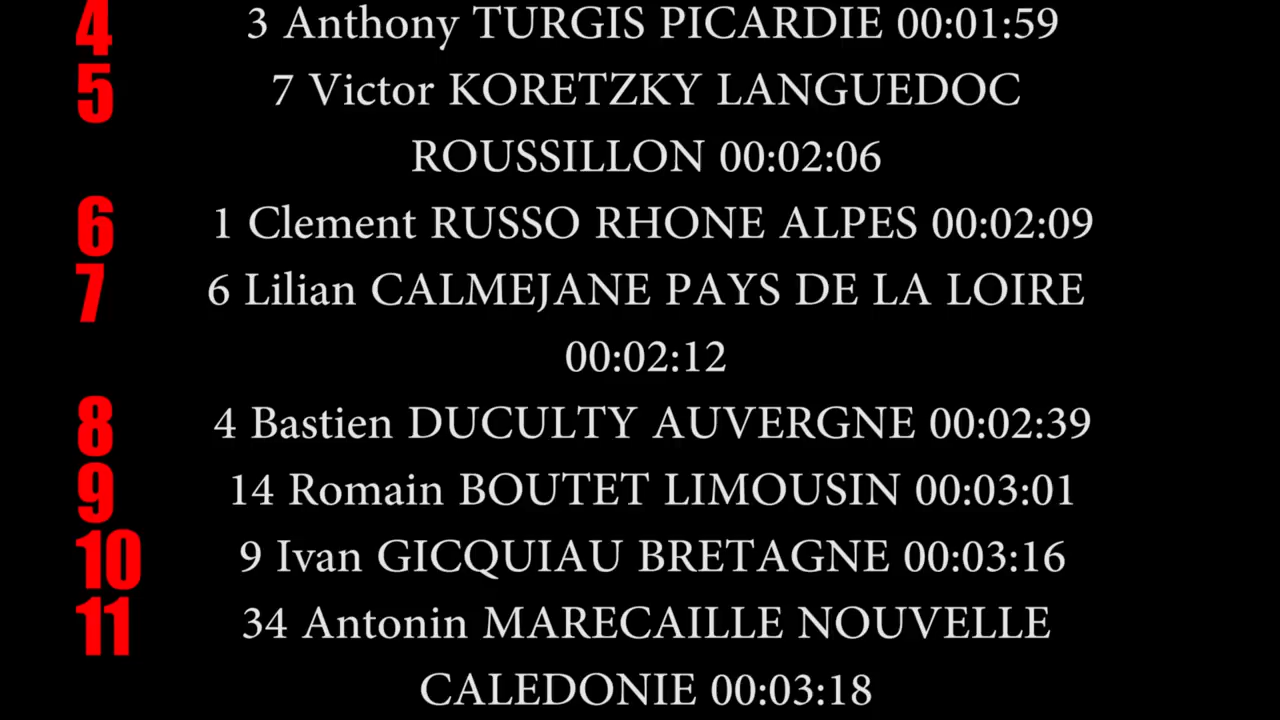 4 3 Anthony TURGIS PICARDIE 00:01:59
5 7 Victor KORETZKY LANGUEDOC
ROUSSILLON 00:02:06
6 1 Clement RUSSO RHONE ALPES 00:02:09
7 6 Lilian CALMEJANE PAYS DE LA LOIRE
00:02:12
8 4 Bastien DUCULTY AUVERGNE 00:02:39
9 14 Romain BOUTET LIMOUSIN 00:03:01
10 9 Ivan GICQUIAU BRETAGNE 00:03:16
11 34 Antonin MARECAILLE NOUVELLE
CALEDONIE 00:03:18